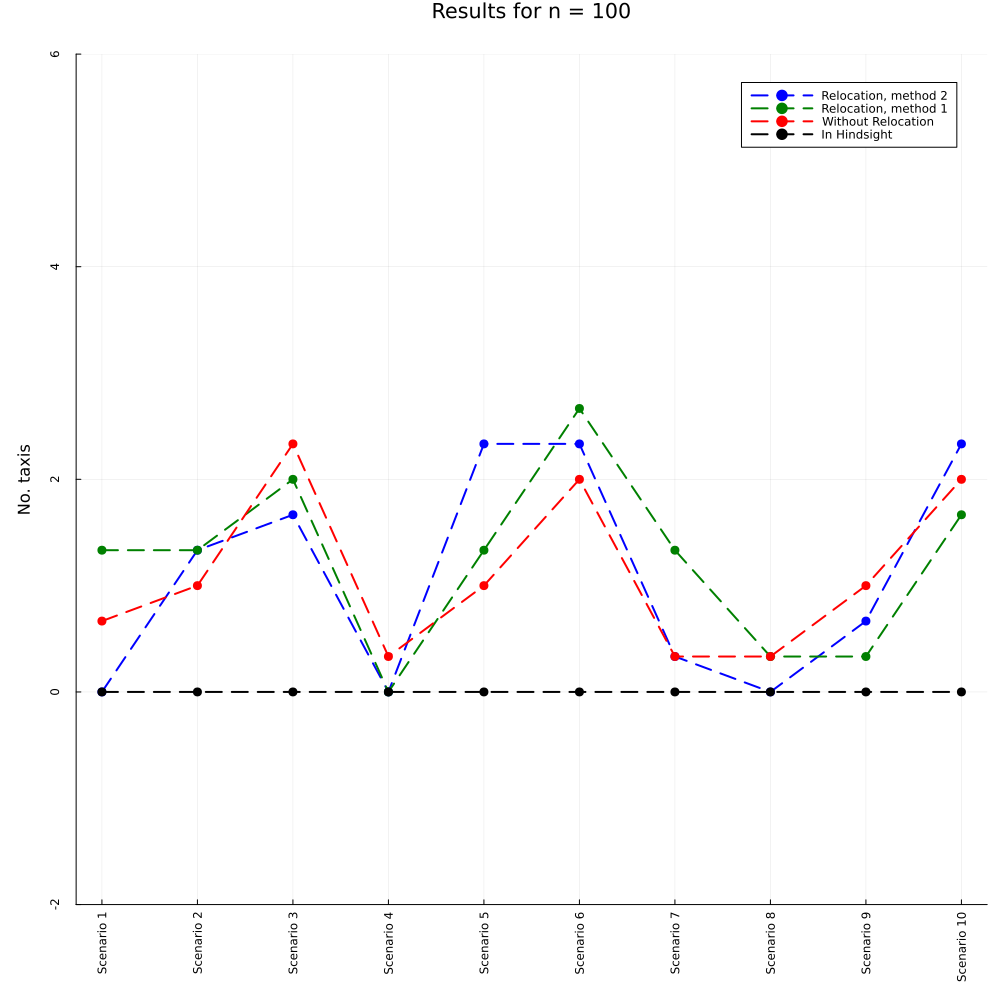 Results for n = 100
6
4
2
0
-2
No. taxis
Relocation, method 2
Relocation, method 1
Without Relocation
In Hindsight
Scenario 1
Scenario 2
Scenario 3
Scenario 4
Scenario 5
Scenario 6
Scenario 7
Scenario 8
Scenario 9
Scenario 10